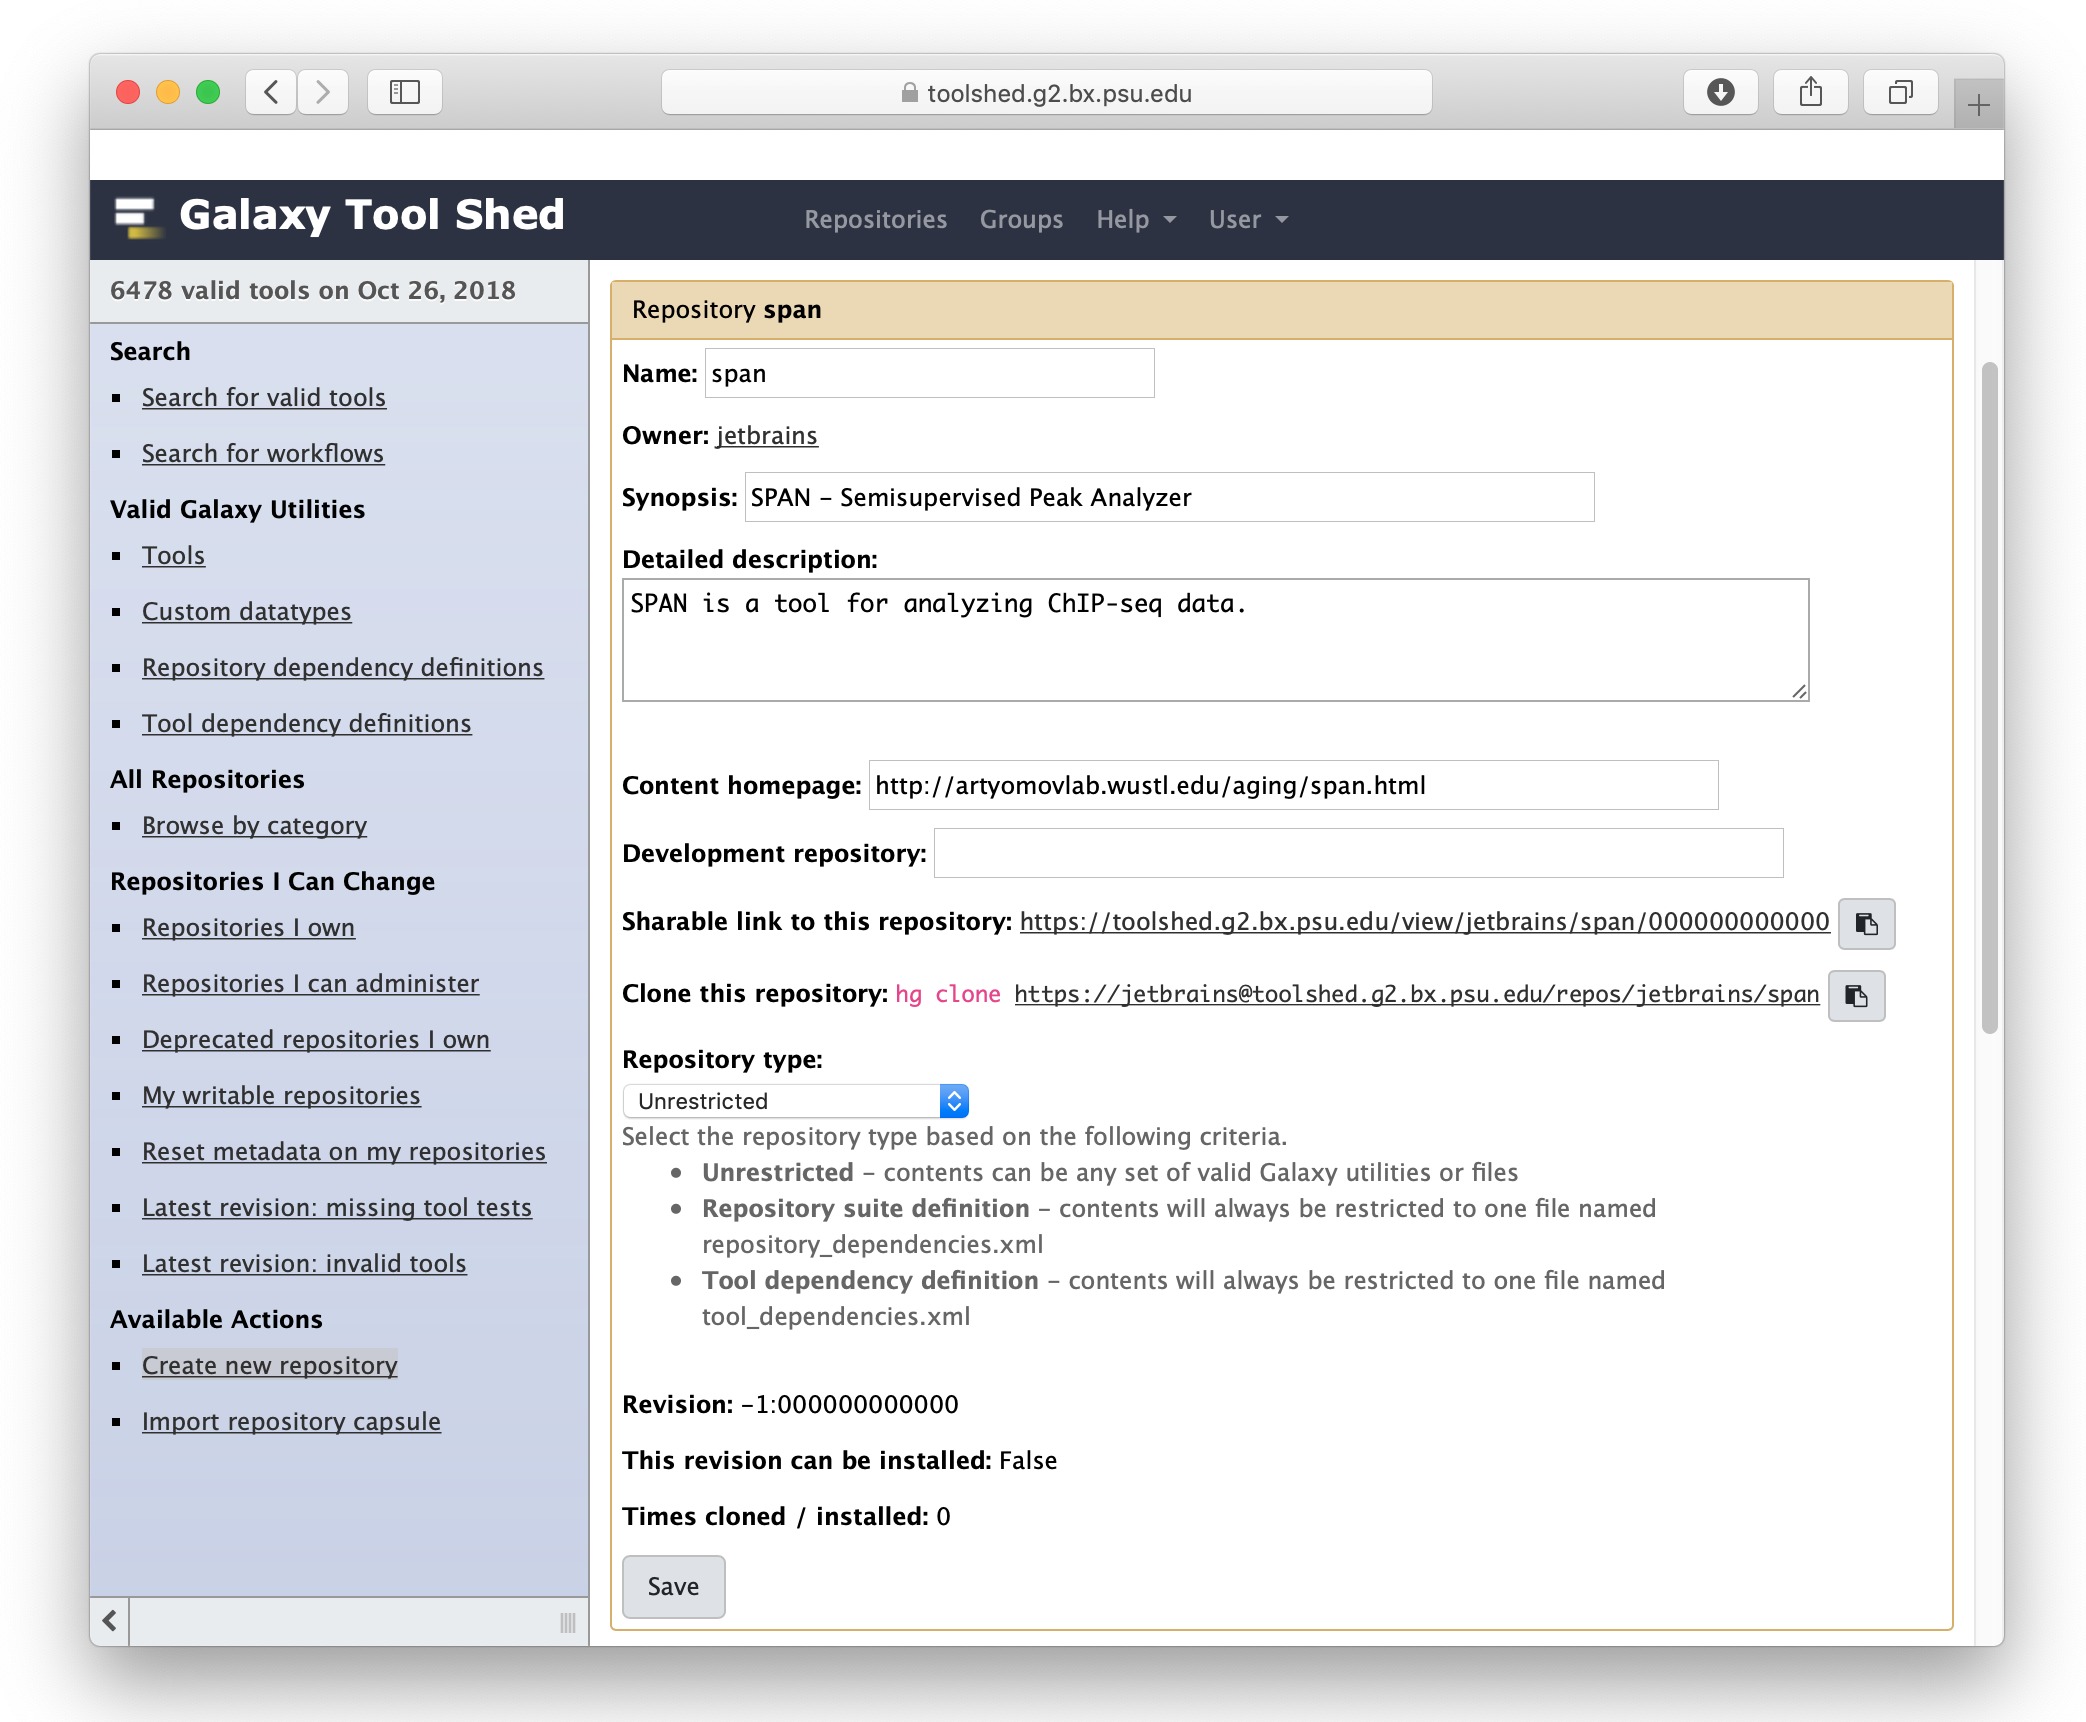 toolshed.g2.bx.psu.edu
Galaxy Tool Shed
Repositories Groups Help User
6478 valid tools on Oct 26, 2018
Search
Search for valid tools
Search for workflows
Valid Galaxy Utilities
Tools
Custom datatypes
Repository dependency definitions
Tool dependency definitions
All Repositories
Browse by category
Repositories I Can Change
Repositories I own
Repositories I can administer
Deprecated repositories I own
My writable repositories
Reset metadata on my repositories
Latest revision: missing tool tests
Latest revision: invalid tools
Available Actions
Create new repository
Import repository capsule
Repository span
Name: span
Owner: jetbrains
Synopsis: SPAN - Semisupervised Peak Analyzer
Detailed description:
SPAN is a tool for analyzing ChIP-seq data.
Content homepage: http://artyomovlab.wustl.edu/aging/span.html
Development repository:
Sharable link to this repository: https://toolshed.g2.bx.psu.edu/view/jetbrains/span/000000000000
Clone this repository: hg clone https://jetbrains@toolshed.g2.bx.psu.edu/repos/jetbrains/span
Repository type:
Unrestricted
Select the repository type based on the following criteria.
Unrestricted - contents can be any set of valid Galaxy utilities or files
Repository suite definition - contents will always be restricted to one file named
repository_dependencies.xml
Tool dependency definition - contents will always be restricted to one file named
tool_dependencies.xml
Revision: -1:000000000000
This revision can be installed: False
Times cloned / installed: 0
Save